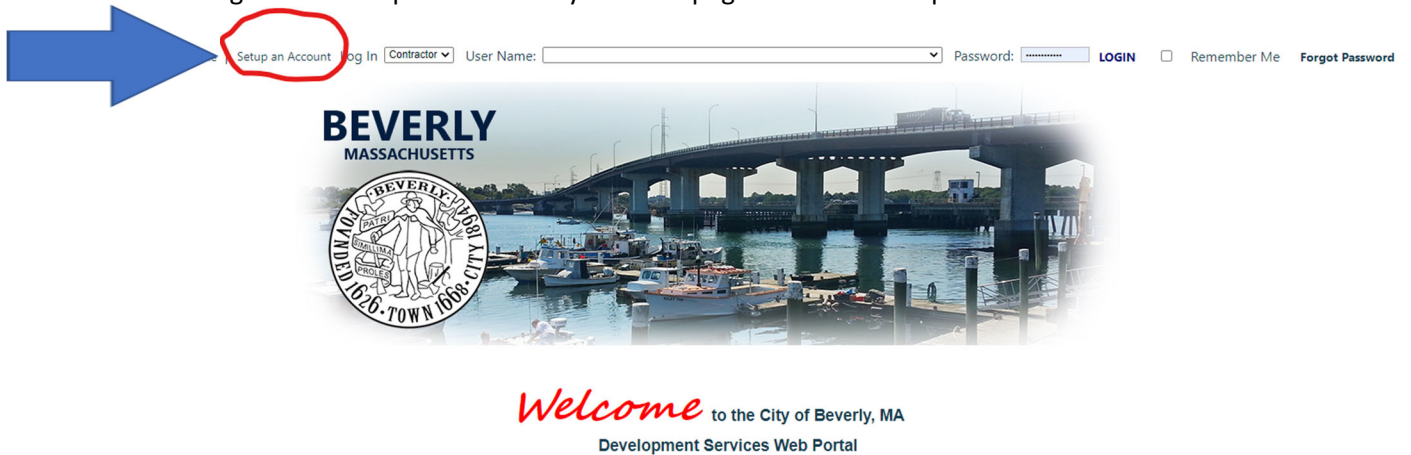 Setup an Account Log In Contractor User Name: Password: ············ LOGIN Remember Me Forgot Password
BEVERLY
MASSACHUSETTS
BEVERLY.
FOVNDED 1626. TOWN 1668. CITY 1894
PATRI
SIMILLIMA
PROLES
Welcome to the City of Beverly, MA
Development Services Web Portal